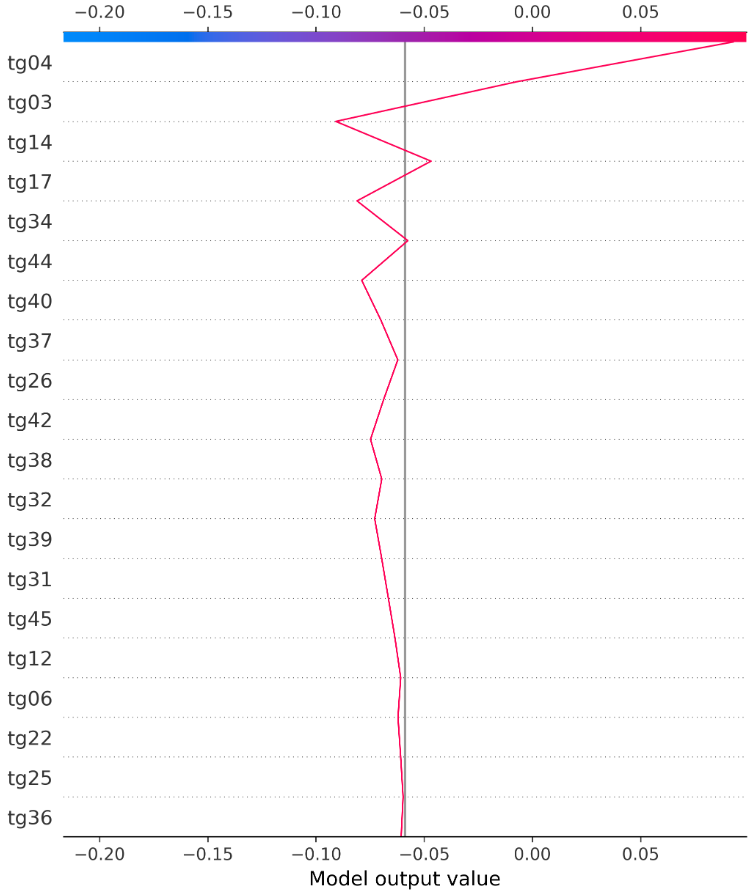 −0.20 −0.15 −0.10 −0.05 0.00 0.05
tg04
tg03
tg14
tg17
tg34
tg44
tg40
tg37
tg26
tg42
tg38
tg32
tg39
tg31
tg45
tg12
tg06
tg22
tg25
tg36
−0.20 −0.15 −0.10 −0.05 0.00 0.05
Model output value